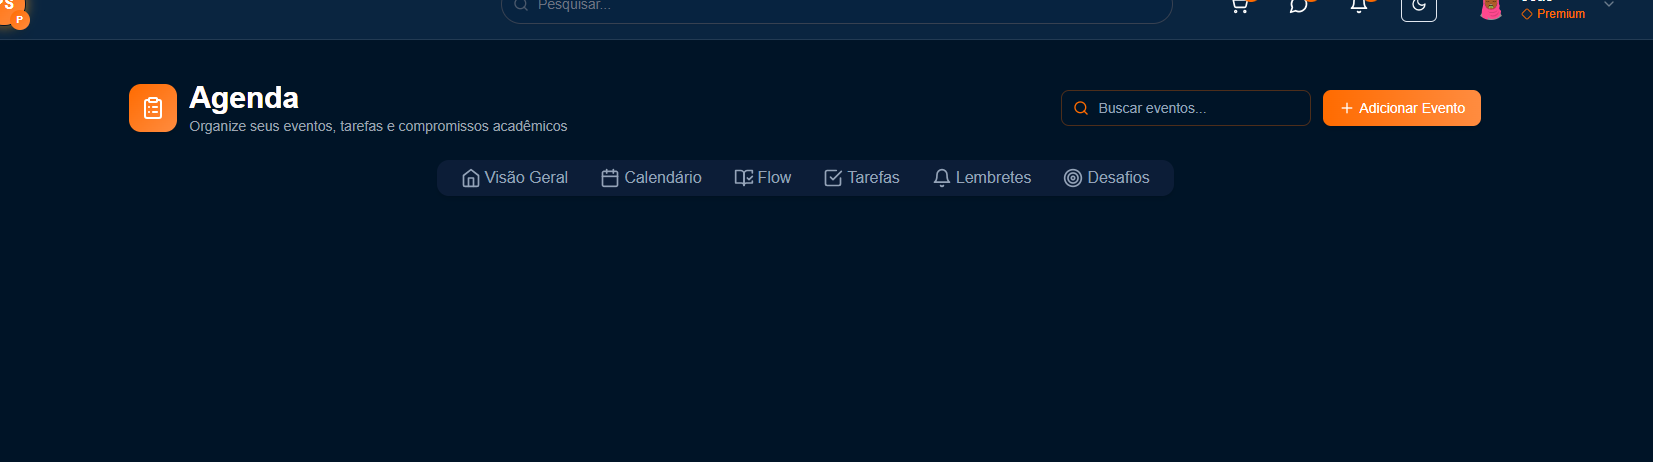 P
Pesquisar...
Premium
Agenda
Organize seus eventos, tarefas e compromissos acadêmicos
Buscar eventos...
Adicionar Evento
Visão Geral
Calendário
Flow
Tarefas
Lembretes
Desafios